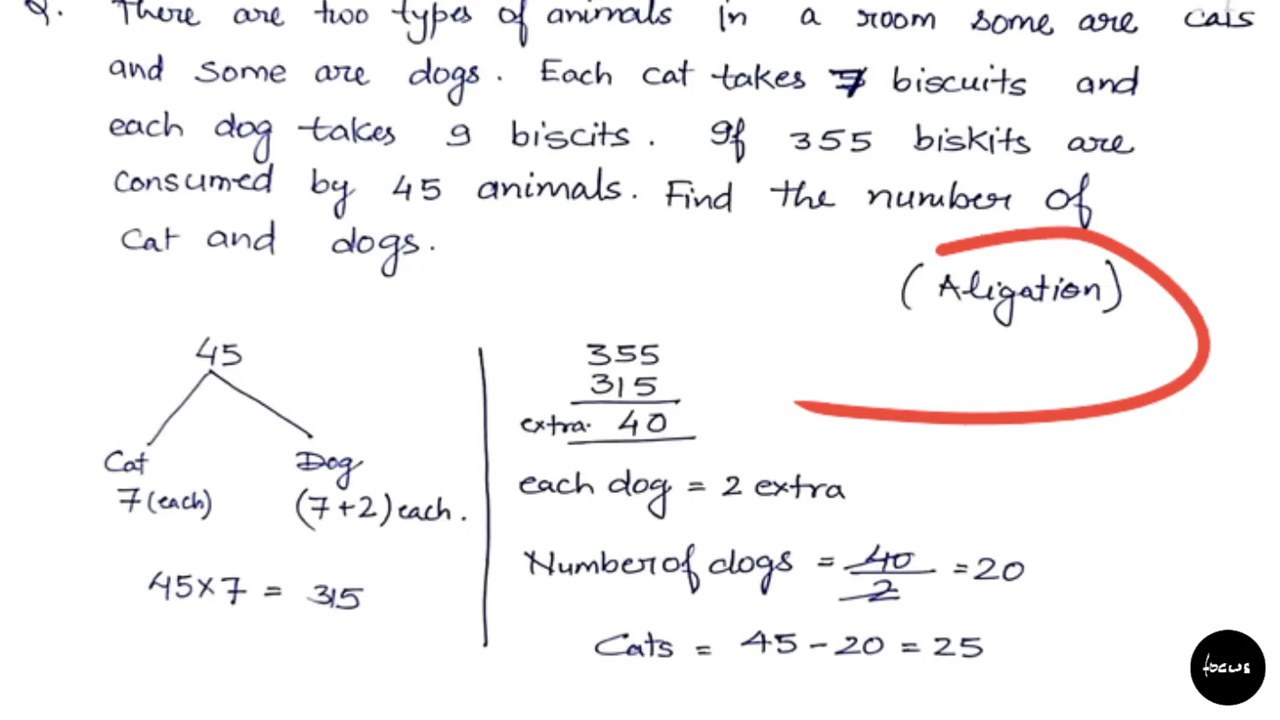 Q. There are two types of animals in a room some are cats
and some are dogs. Each cat takes 7 biscuits and
each dog takes 9 biscits. If 355 biskits are
consumed by 45 animals. Find the number of
cat and dogs.
(Aligation)
45
Cat
7 (each)
Dog
(7+2) each.
45×7 = 315
355
315
extra. 40
each dog = 2 extra
Number of dogs = 40/2 = 20
Cats = 45 - 20 = 25
focus